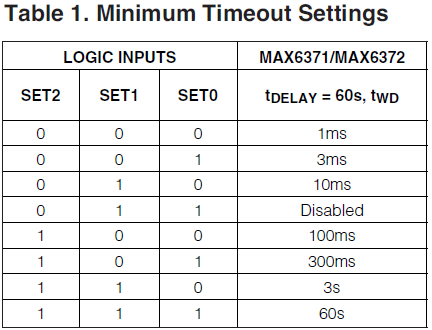 Table 1. Minimum Timeout Settings
LOGIC INPUTS MAX6371/MAX6372
SET2 SET1 SET0 tDELAY = 60s, tWD
0 0 0 1ms
0 0 1 3ms
0 1 0 10ms
0 1 1 Disabled
1 0 0 100ms
1 0 1 300ms
1 1 0 3s
1 1 1 60s